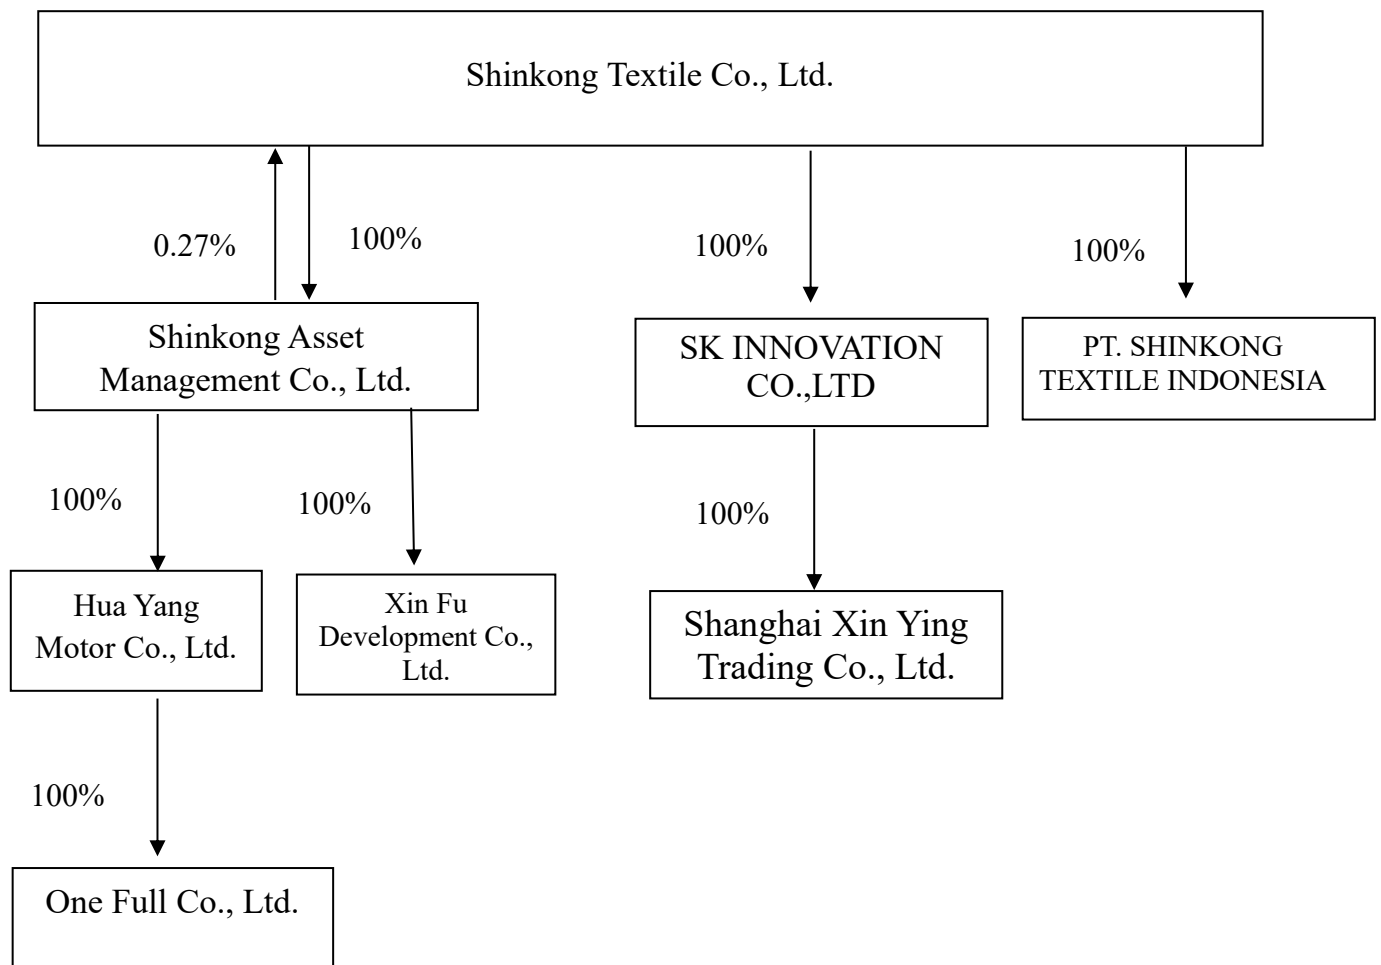 Shinkong Textile Co., Ltd.
0.27%
100%
100%
100%
Shinkong Asset
Management Co., Ltd.
SK INNOVATION
CO.,LTD
PT. SHINKONG
TEXTILE INDONESIA
100%
100%
100%
Hua Yang
Motor Co., Ltd.
Xin Fu
Development Co.,
Ltd.
Shanghai Xin Ying
Trading Co., Ltd.
100%
One Full Co., Ltd.